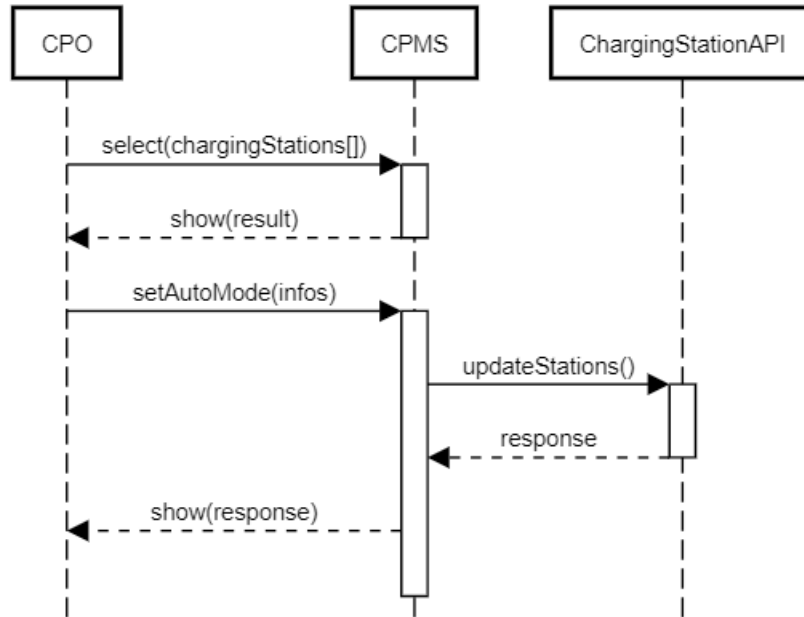 CPO
CPMS
ChargingStationAPI
select(chargingStations[])
show(result)
setAutoMode(infos)
updateStations()
response
show(response)